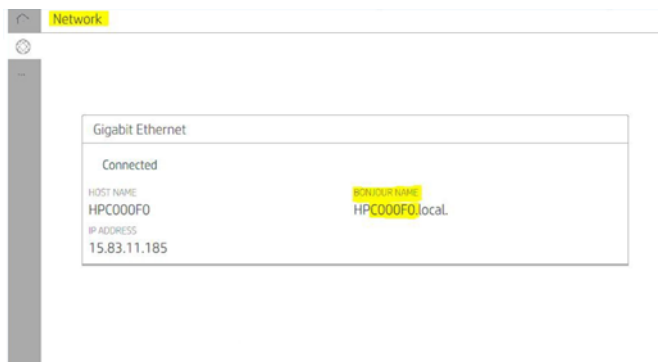 Network
Gigabit Ethernet
Connected
HOST NAME
HPC000F0
BONJOUR NAME
HPC000F0.local.
IP ADDRESS
15.83.11.185